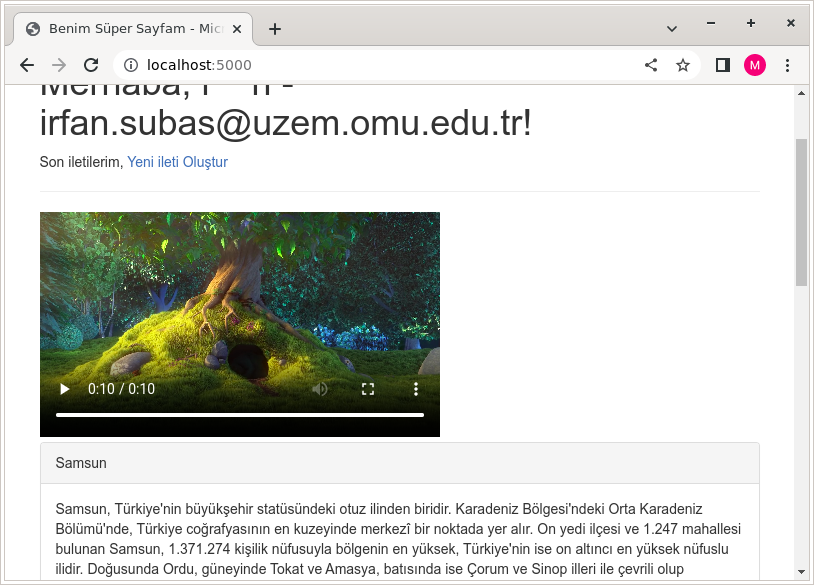 Benim Süper Sayfam - Mic
localhost:5000
M
Merhaba,
irfan.subas@uzem.omu.edu.tr!
Son iletilerim, Yeni ileti Oluştur
0:10 / 0:10
Samsun
Samsun, Türkiye'nin büyükşehir statüsündeki otuz ilinden biridir. Karadeniz Bölgesi'ndeki Orta Karadeniz
Bölümü'nde, Türkiye coğrafyasının en kuzeyinde merkezî bir noktada yer alır. On yedi ilçesi ve 1.247 mahallesi
bulunan Samsun, 1.371.274 kişilik nüfusuyla bölgenin en yüksek, Türkiye'nin ise on altıncı en yüksek nüfuslu
ilidir. Doğusunda Ordu, güneyinde Tokat ve Amasya, batısında ise Çorum ve Sinop illeri ile çevrili olup